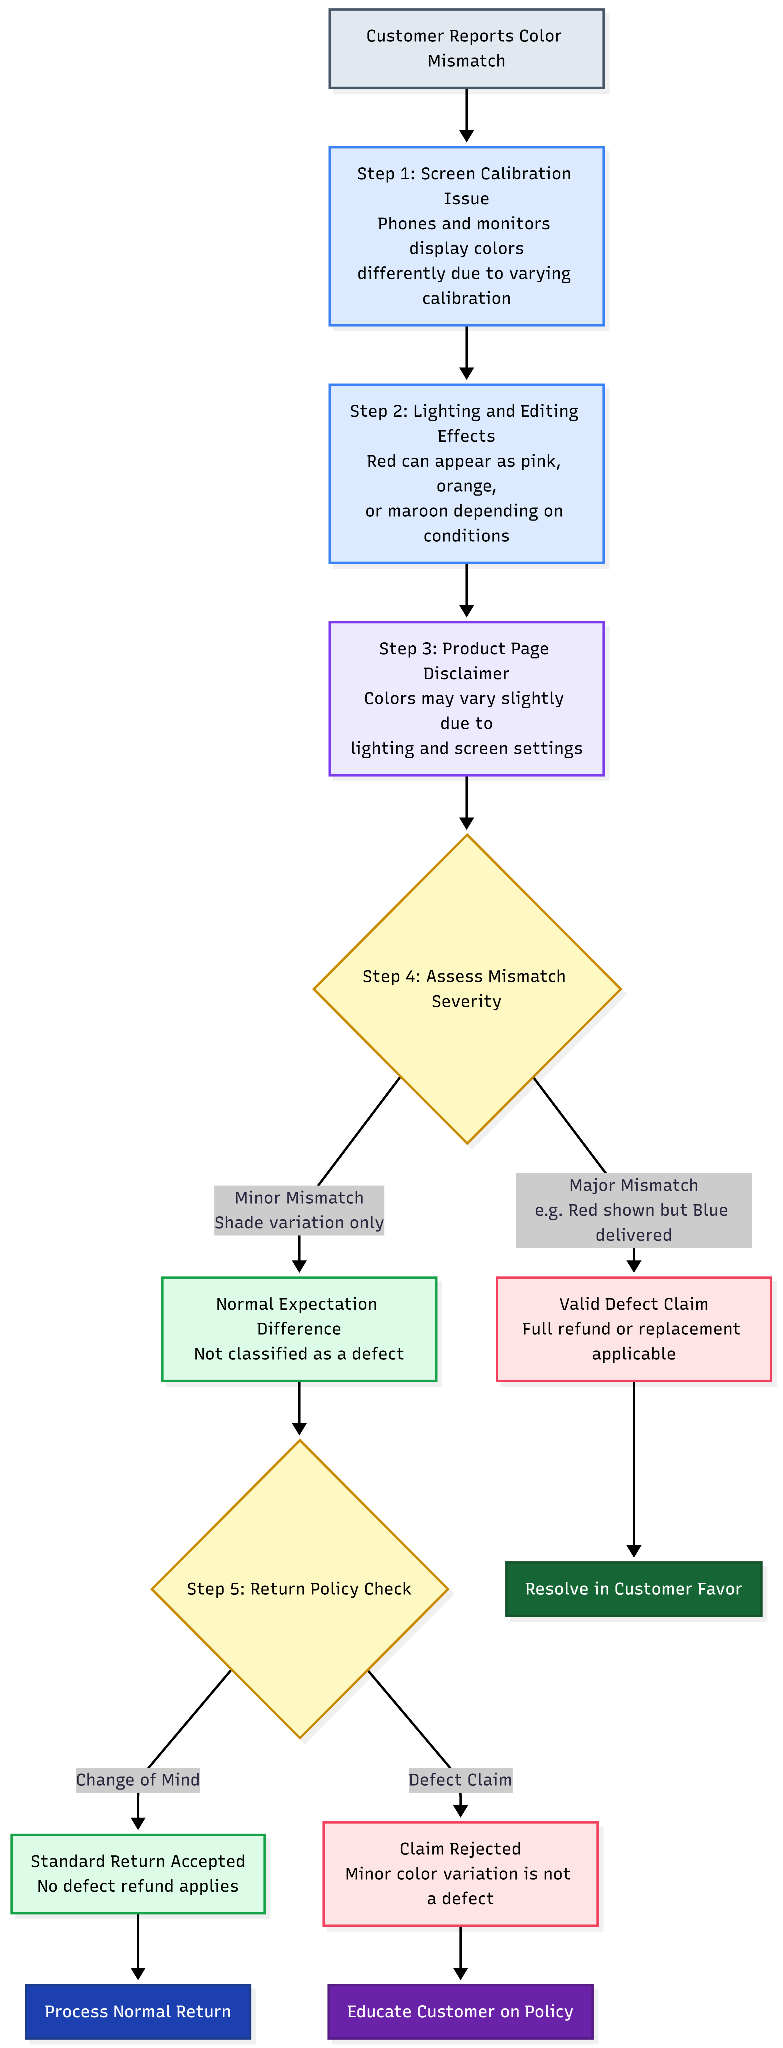 Customer Reports Color
Mismatch
Step 1: Screen Calibration
Issue
Phones and monitors
display colors
differently due to varying
calibration
Step 2: Lighting and Editing
Effects
Red can appear as pink,
orange,
or maroon depending on
conditions
Step 3: Product Page
Disclaimer
Colors may vary slightly
due to
lighting and screen settings
Step 4: Assess Mismatch
Severity
Minor Mismatch
Shade variation only
Major Mismatch
e.g. Red shown but Blue
delivered
Normal Expectation
Difference
Not classified as a defect
Valid Defect Claim
Full refund or replacement
applicable
Step 5: Return Policy Check
Resolve in Customer Favor
Change of Mind
Defect Claim
Standard Return Accepted
No defect refund applies
Claim Rejected
Minor color variation is not
a defect
Process Normal Return
Educate Customer on Policy